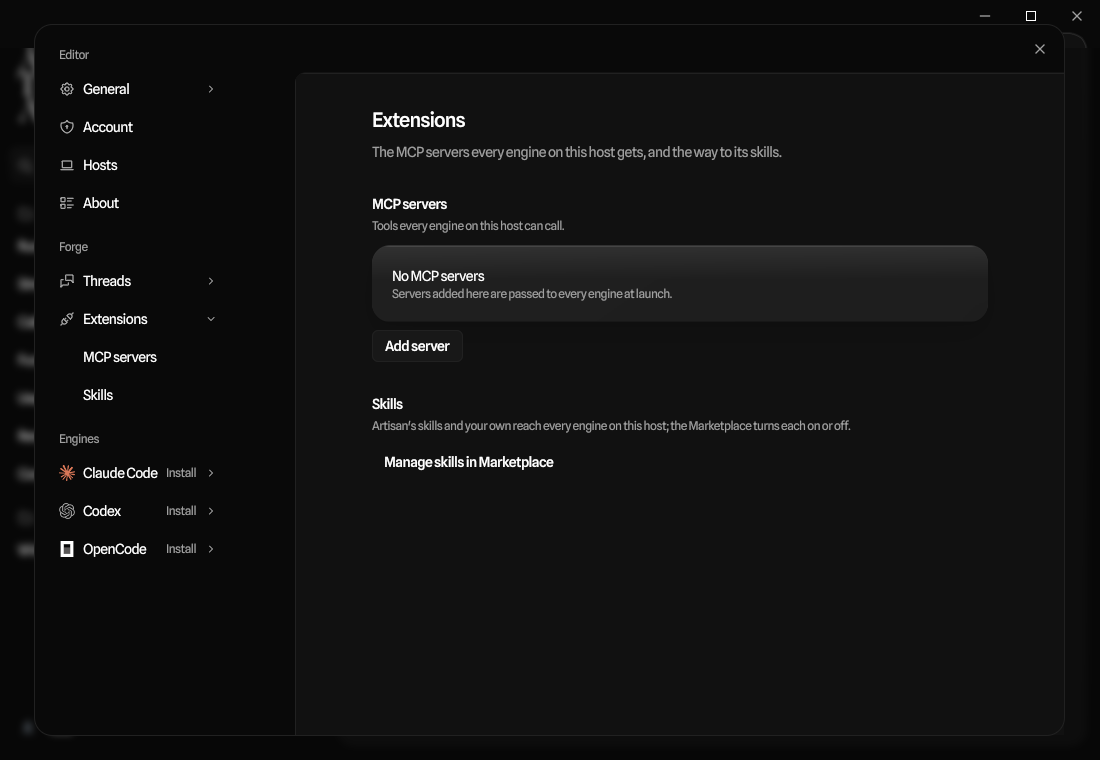 Editor
General
Account
Hosts
About
Forge
Threads
Extensions
MCP servers
Skills
Engines
Claude Code Install
Codex Install
OpenCode Install
Extensions
The MCP servers every engine on this host gets, and the way to its skills.
MCP servers
Tools every engine on this host can call.
No MCP servers
Servers added here are passed to every engine at launch.
Add server
Skills
Artisan's skills and your own reach every engine on this host; the Marketplace turns each on or off.
Manage skills in Marketplace